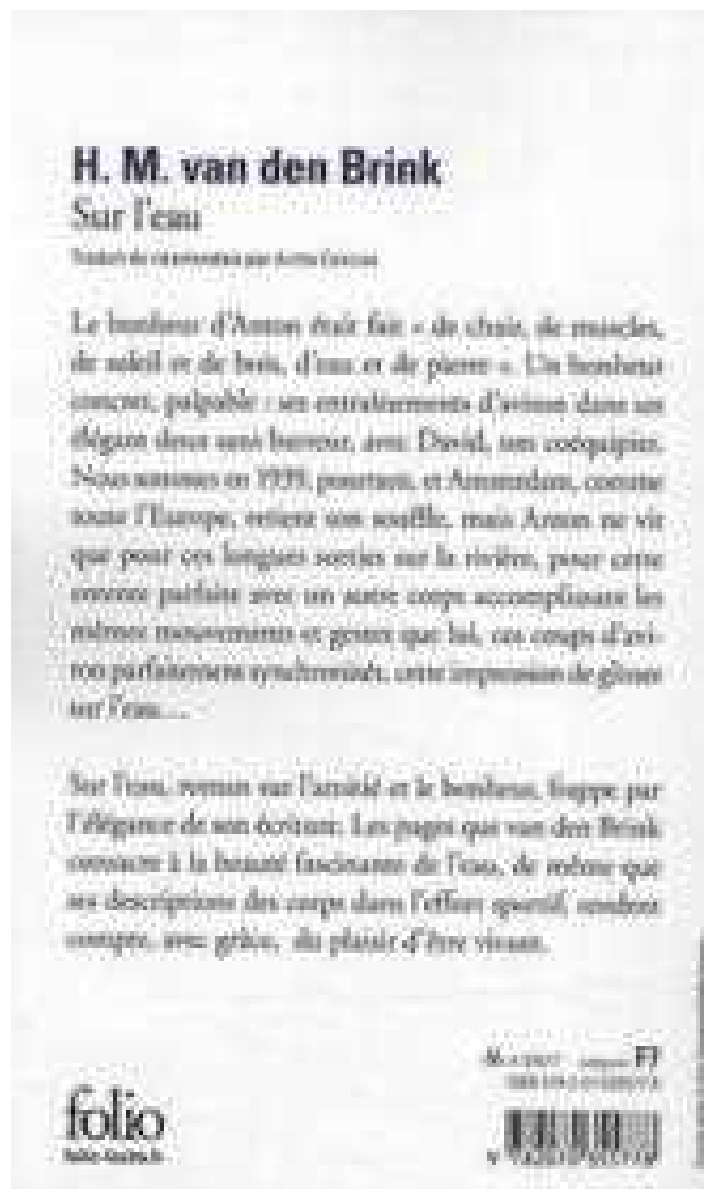 H. M. van den Brink
Sur l'eau
Traduit du néerlandais par Anita
Le bonheur d'Anton était fait « de chair, de muscles,
de soleil et de bois, d'eau et de pierre ». Un bonheur
concret, palpable : ses entraînements d'aviron dans son
élégant deux sans barreur, avec David, son coéquipier.
Nous sommes en 1939, pourtant, et Amsterdam, comme
toute l'Europe, retient son souffle, mais Anton ne vit
que pour ces longues sorties sur la rivière, pour cette
entente parfaite avec un autre corps accomplissant les
mêmes mouvements et gestes que lui, ces coups d'avi-
ron parfaitement synchronisés, cette impression de glisser
sur l'eau...
Sur l'eau, roman sur l'amitié et le bonheur, frappe par
l'élégance de son écriture. Les pages que van den Brink
consacre à la beauté fascinante de l'eau, de même que
ses descriptions des corps dans l'effort sportif, rendent
compte, avec grâce, du plaisir d'être vivant.
F7
folio